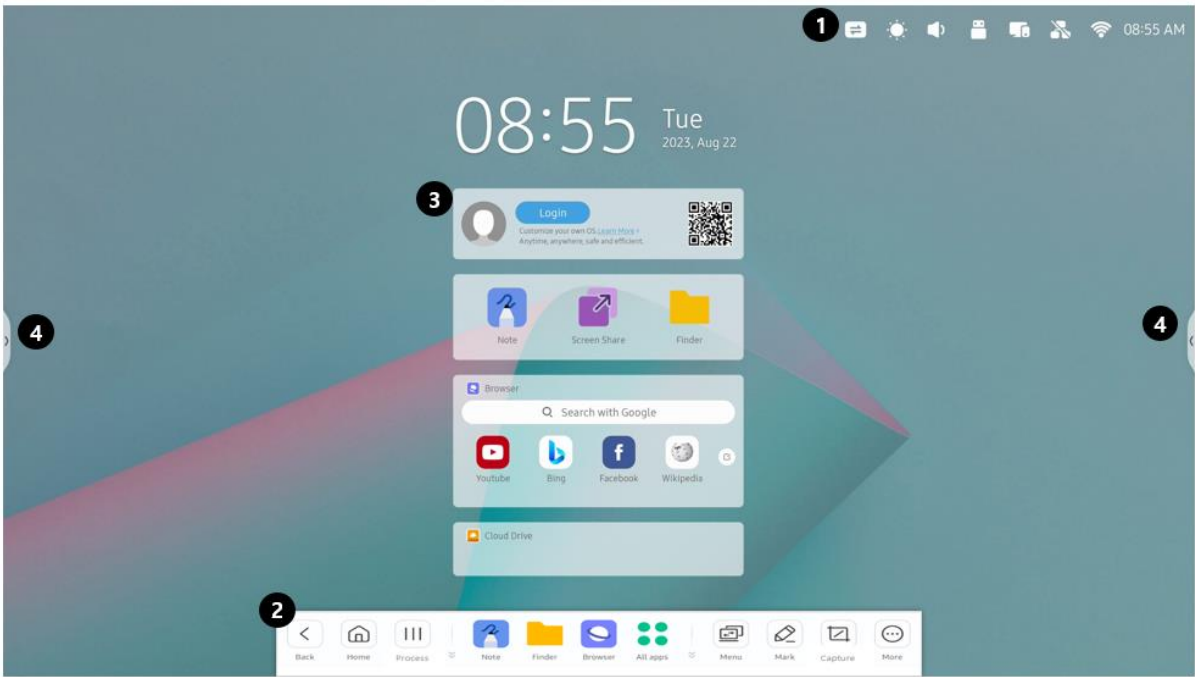 1
08:55 AM
08:55
Tue
2023, Aug 22
3
Login
Customize your own OS Learn More >
Anytime, anywhere, safe and efficient.
Note Screen Share Finder
4
4
Browser
Search with Google
Youtube Bing Facebook Wikipedia
Cloud Drive
2
Back Home Process Note Finder Browser All apps Menu Mark Capture More